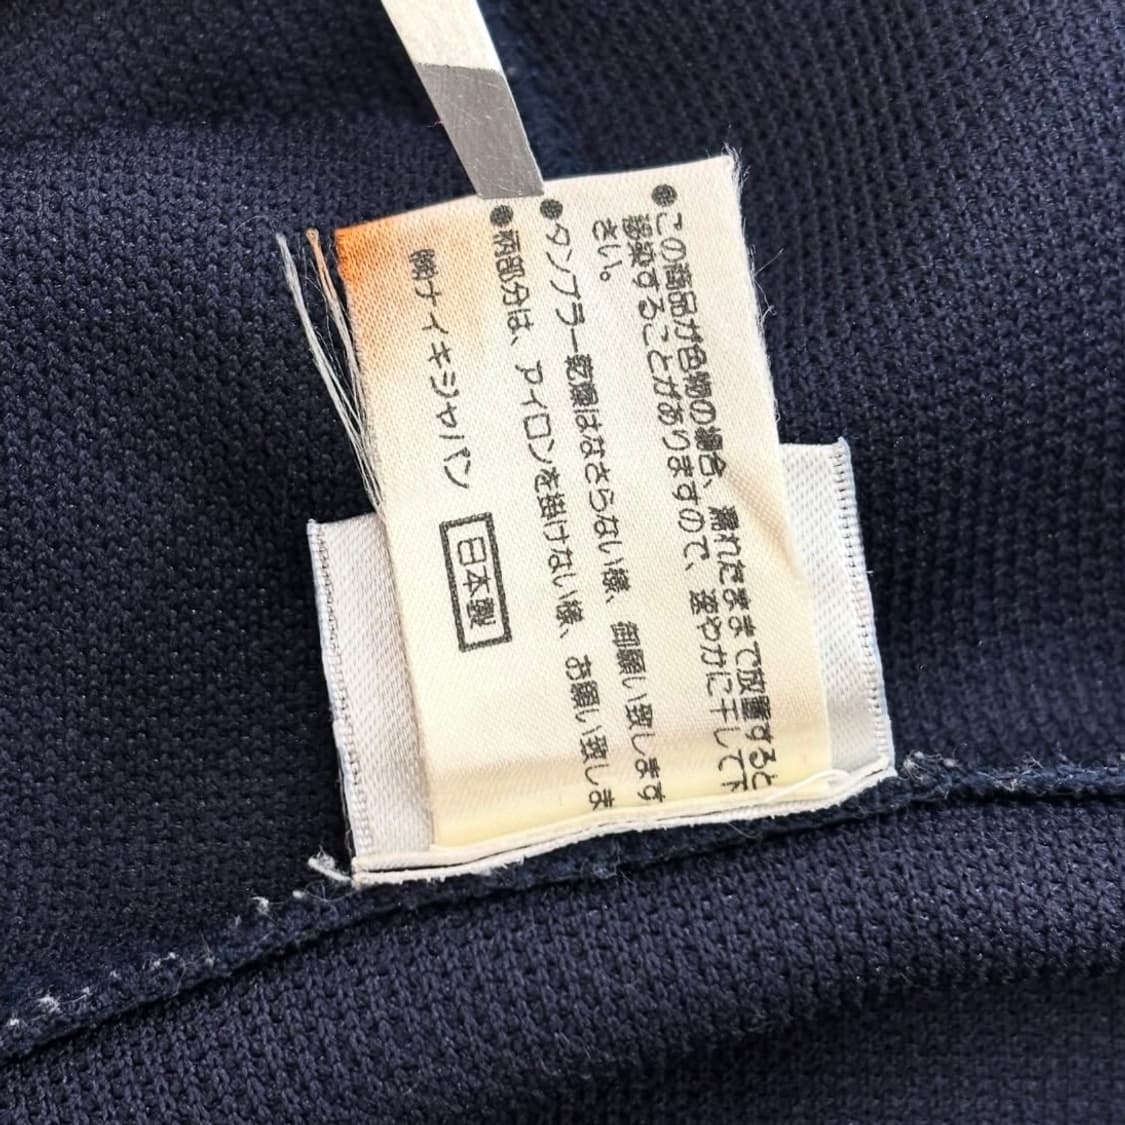 ●この商品が色物の場合、濡れたままで放置すると
移染することがありますので、速やかに干して下
さい。
●タンブラー乾燥はなさらない様、御願い致します
●柄部分は、アイロンを掛けない様、お願い致しま
㈱ナイキジャパン 日本製